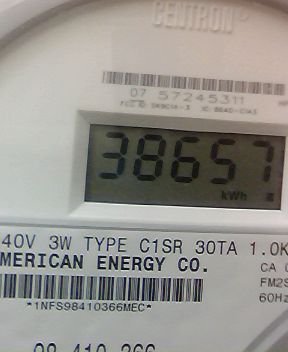 CENTRON
07 57245311
38657
kWh
40V 3W TYPE C1SR 30TA 1.0K
MERICAN ENERGY CO.
CA 0
FM2S
60Hz
*1NFS98410366MEC*
98 410 366